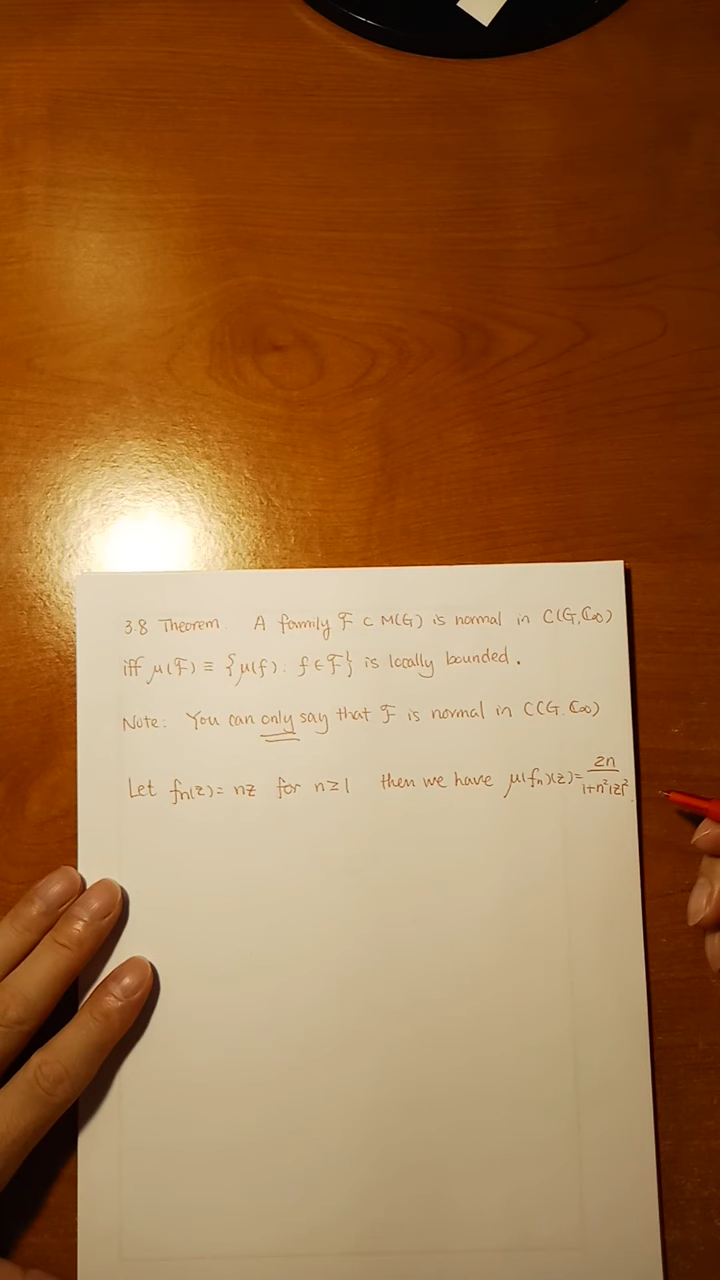 3.8 Theorem. A family ℱ ⊂ M(G) is normal in C(G, ℂ∞)
iff μ(ℱ) ≡ {μ(f) : f ∈ ℱ} is locally bounded.
Note: You can only say that ℱ is normal in C(G, ℂ∞)
Let fn(z) = nz for n ≥ 1 then we have μ(fn)(z) = 2n / 1+n²|z|².